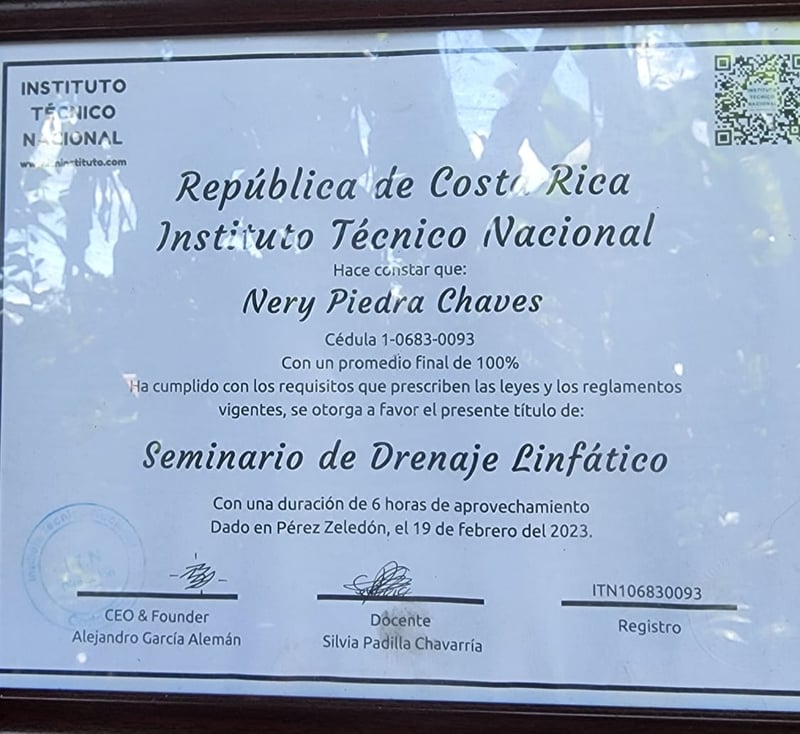 INSTITUTO
TÉCNICO
NACIONAL
República de Costa Rica
Instituto Técnico Nacional
Hace constar que:
Nery Piedra Chaves
Cédula 1-0683-0093
Con un promedio final de 100%
Ha cumplido con los requisitos que prescriben las leyes y los reglamentos
vigentes, se otorga a favor el presente título de:
Seminario de Drenaje Linfático
Con una duración de 6 horas de aprovechamiento
Dado en Pérez Zeledón, el 19 de febrero del 2023.
CEO & Founder
Alejandro García Alemán
Docente
Silvia Padilla Chavarría
ITN106830093
Registro